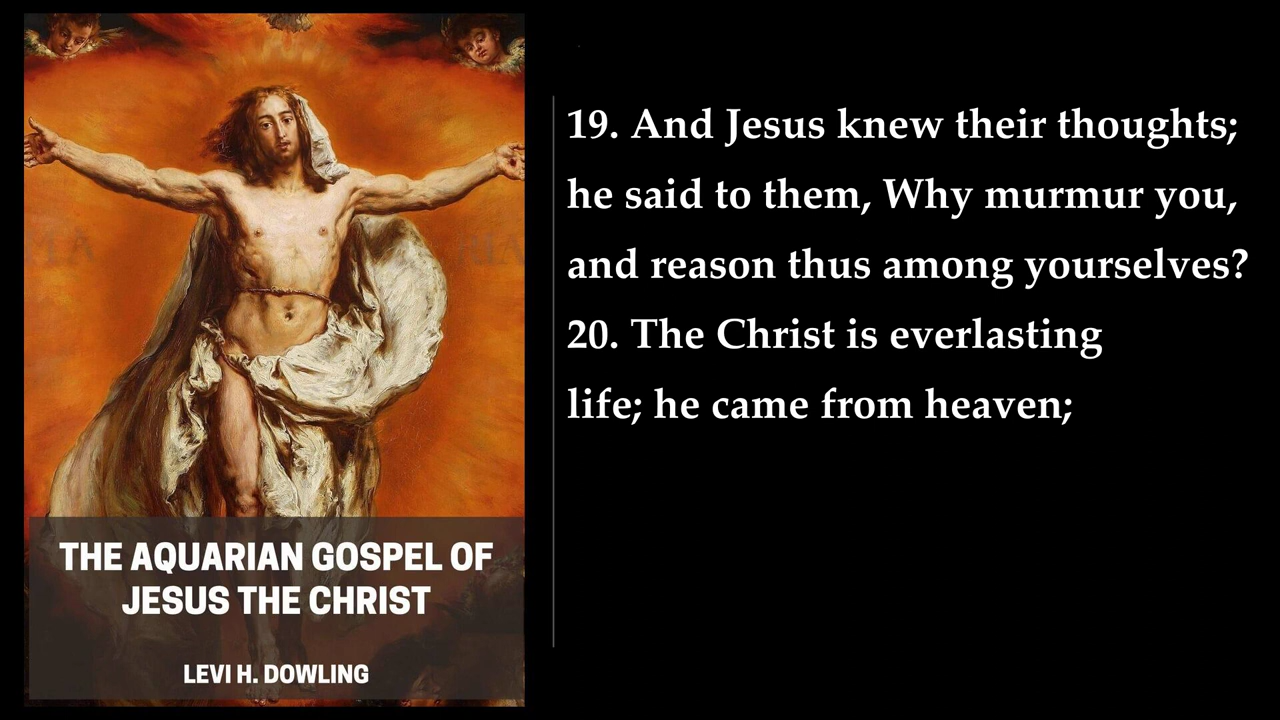 THE AQUARIAN GOSPEL OF
JESUS THE CHRIST
LEVI H. DOWLING
19. And Jesus knew their thoughts;
he said to them, Why murmur you,
and reason thus among yourselves?
20. The Christ is everlasting
life; he came from heaven;